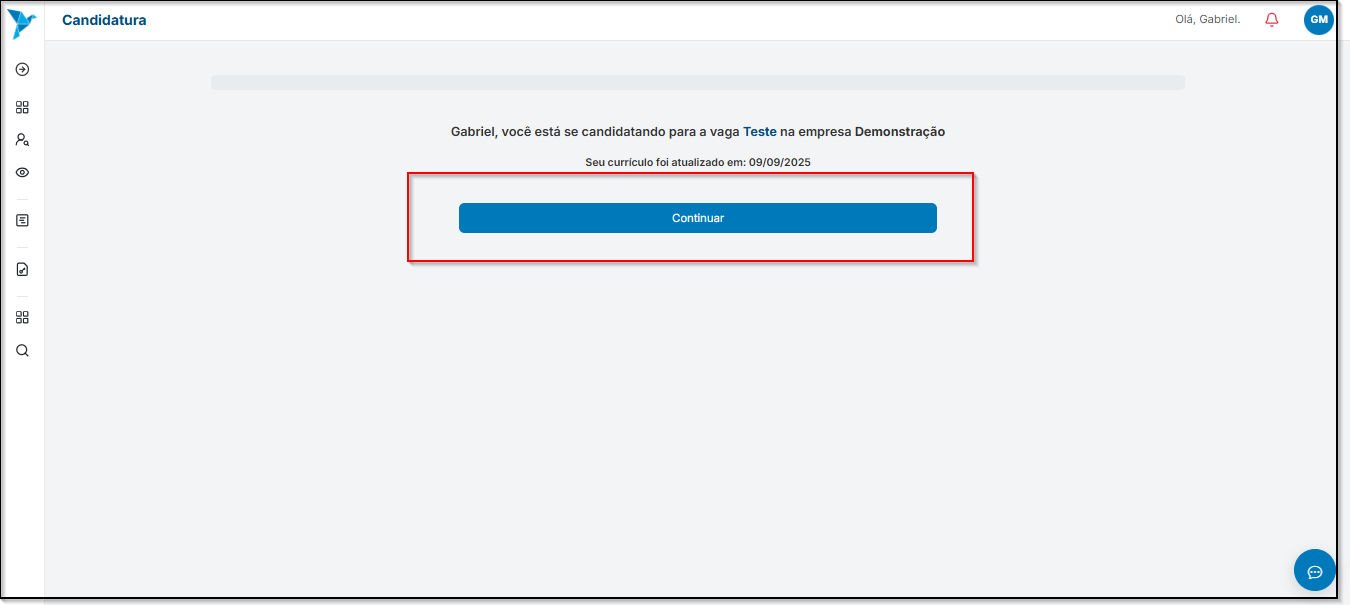 Candidatura
Olá, Gabriel.
GM
Gabriel, você está se candidatando para a vaga Teste na empresa Demonstração
Seu currículo foi atualizado em: 09/09/2025
Continuar